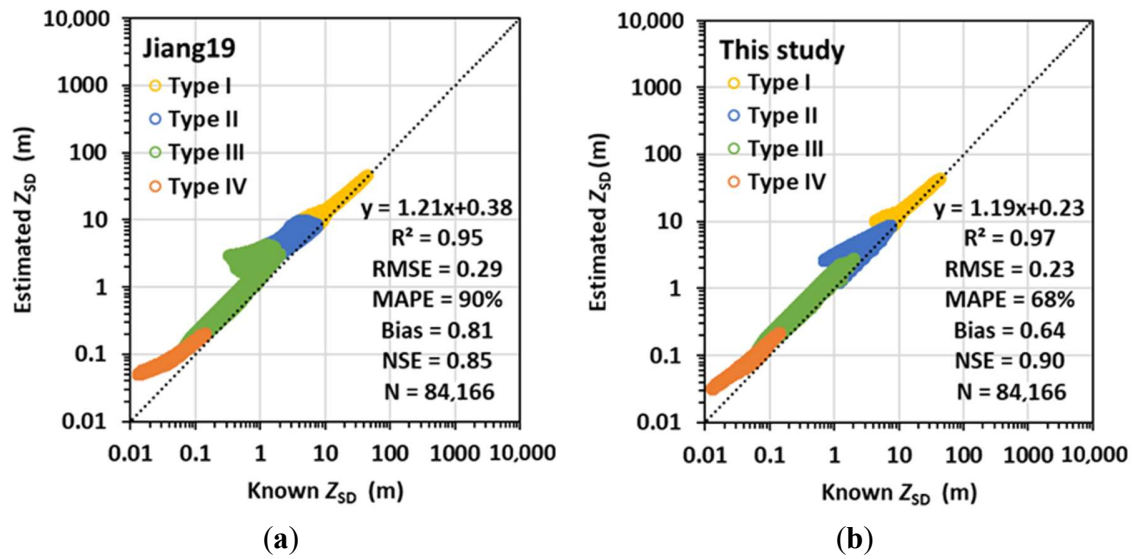 Jiang19
Type I
Type II
Type III
Type IV
y = 1.21x+0.38
R² = 0.95
RMSE = 0.29
MAPE = 90%
Bias = 0.81
NSE = 0.85
N = 84,166
10,000
1000
100
10
1
0.1
0.01
Estimated ZSD (m)
0.01 0.1 1 10 100 1000 10,000
Known ZSD (m)
(a)
This study
Type I
Type II
Type III
Type IV
y = 1.19x+0.23
R² = 0.97
RMSE = 0.23
MAPE = 68%
Bias = 0.64
NSE = 0.90
N = 84,166
10,000
1000
100
10
1
0.1
0.01
Estimated ZSD (m)
0.01 0.1 1 10 100 1000 10,000
Known ZSD (m)
(b)